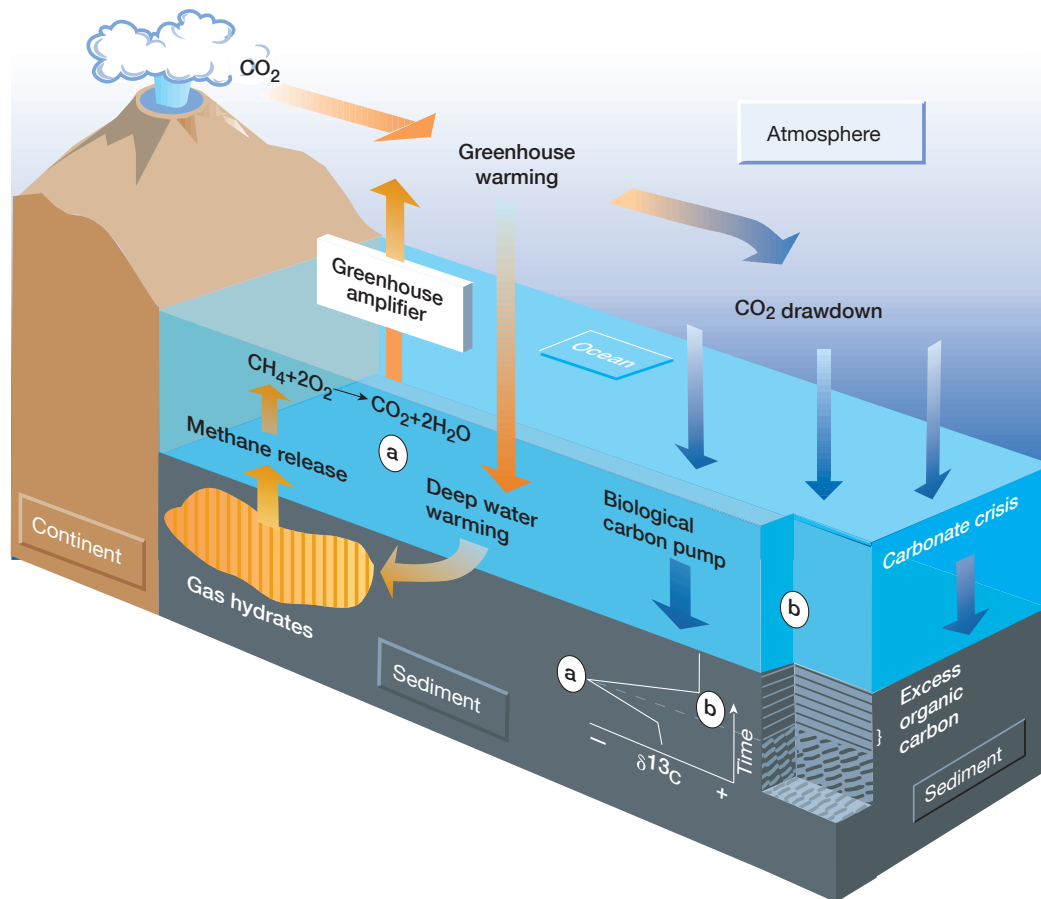 CO₂
Atmosphere
Greenhouse
warming
Greenhouse
amplifier
CO₂ drawdown
Ocean
CH₄+2O₂→CO₂+2H₂O
a
Methane release
Deep water
warming
Biological
carbon pump
Carbonate crisis
Continent
Gas hydrates
b
Sediment
a
b
Time
–
δ13C
+
Excess
organic
carbon
}
Sediment